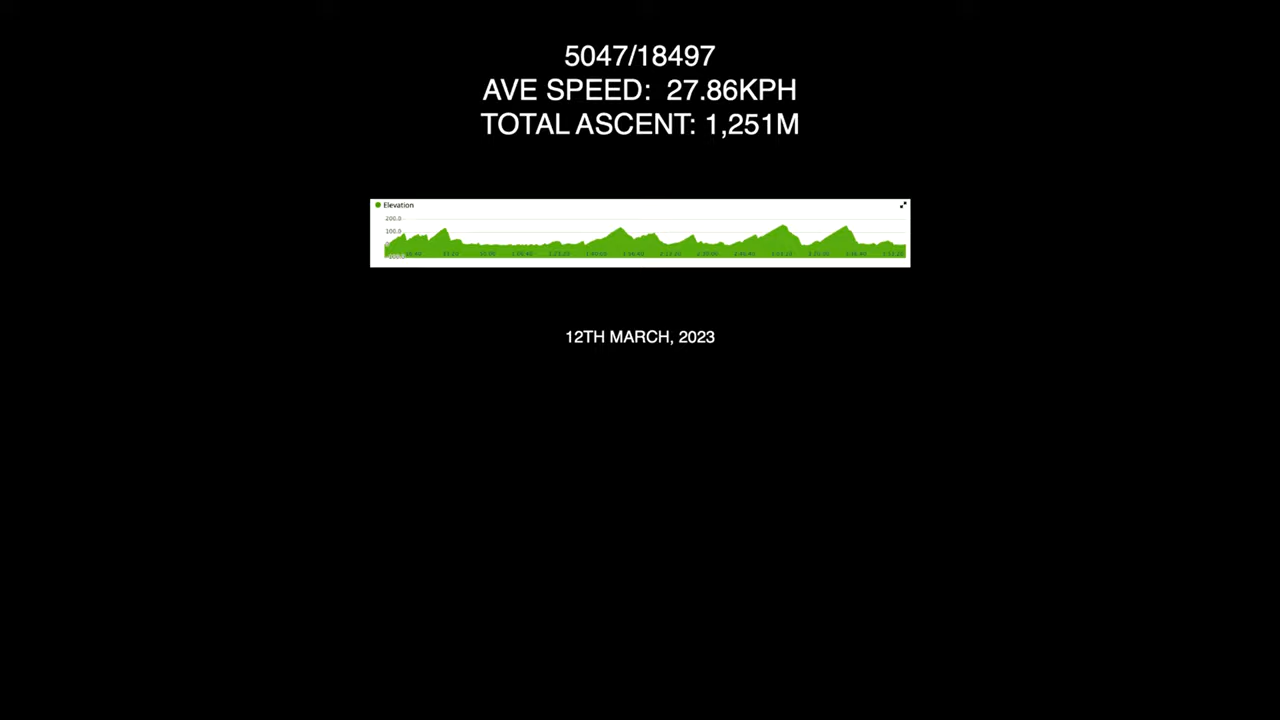 5047/18497
AVE SPEED: 27.86KPH
TOTAL ASCENT: 1,251M
Elevation
200.0
100.0
12TH MARCH, 2023